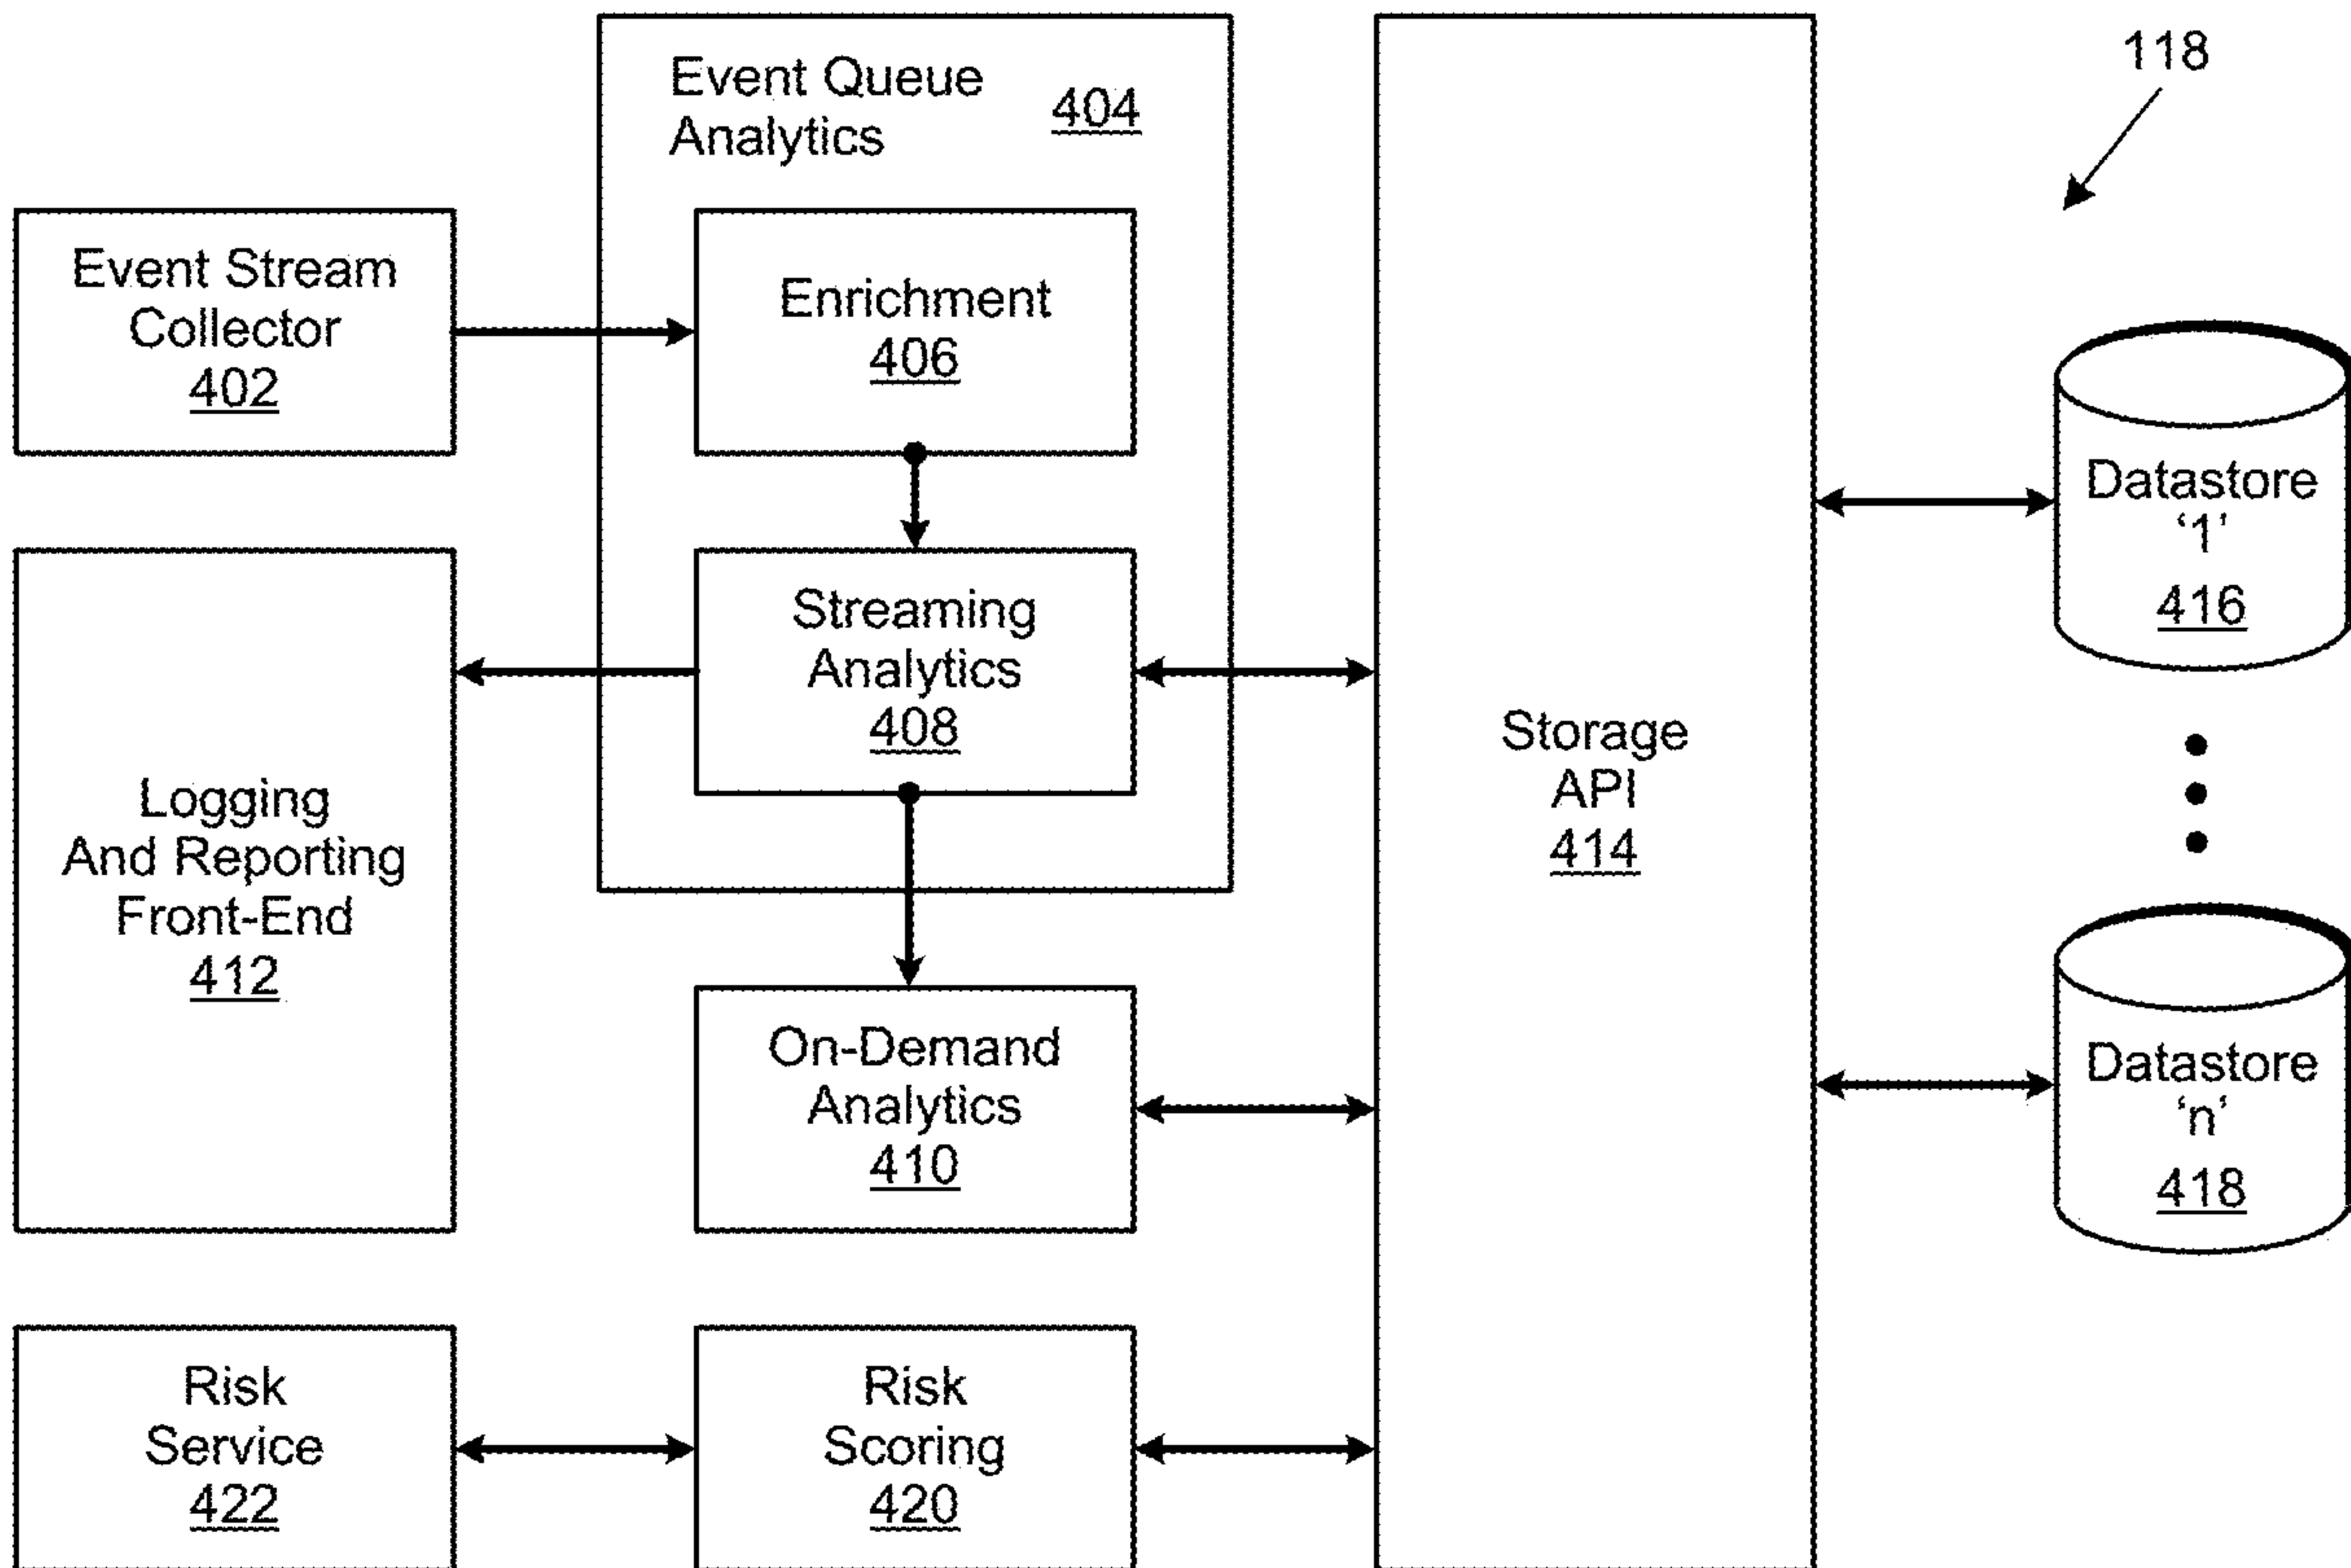 Event Queue
Analytics
404
118
Event Stream
Collector
402
Enrichment
406
Streaming
Analytics
408
Logging
And Reporting
Front-End
412
On-Demand
Analytics
410
Storage
API
414
Datastore
‘1’
416
Datastore
‘n’
418
Risk
Service
422
Risk
Scoring
420